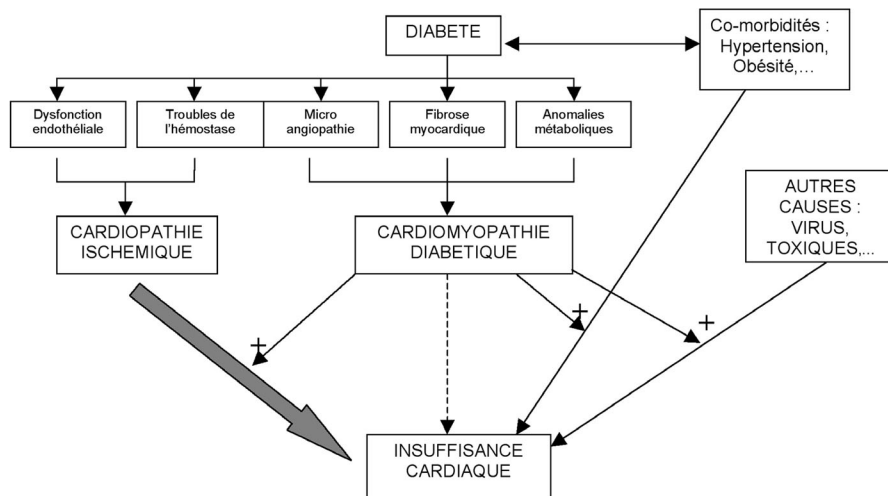 DIABETE
Co-morbidités :
Hypertension,
Obésité,...
Dysfonction
endothéliale
Troubles de
l'hémostase
Micro
angiopathie
Fibrose
myocardique
Anomalies
métaboliques
CARDIOPATHIE
ISCHEMIQUE
CARDIOMYOPATHIE
DIABETIQUE
AUTRES
CAUSES :
VIRUS,
TOXIQUES,...
+
+
+
INSUFFISANCE
CARDIAQUE